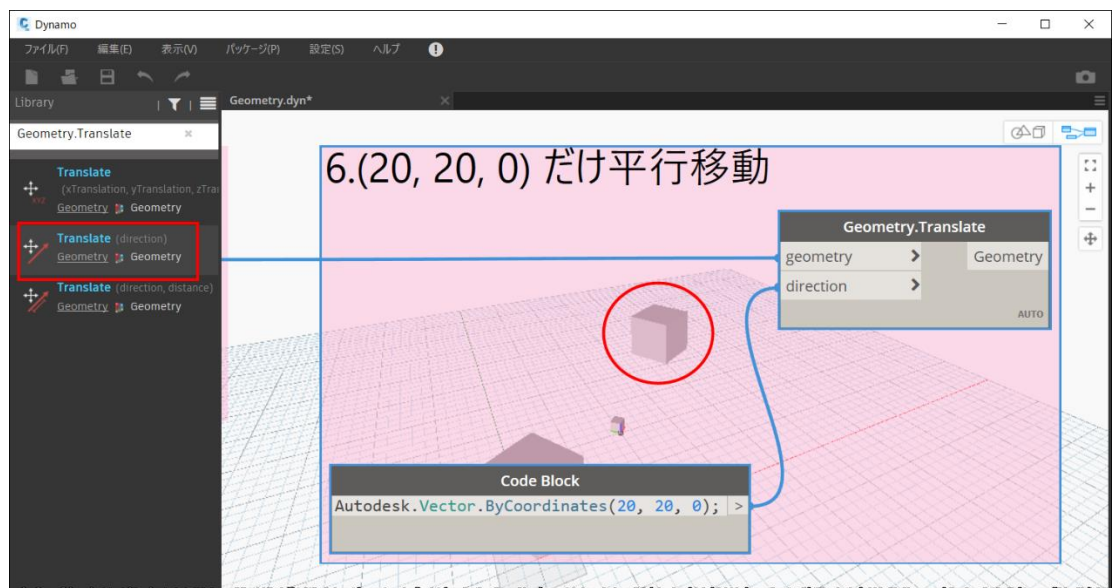 Dynamo
ファイル(F) 編集(E) 表示(V) パッケージ(P) 設定(S) ヘルプ
Library
Geometry.dyn*
Geometry.Translate
Translate
(xTranslation, yTranslation, zTran
Geometry Geometry
Translate (direction)
Geometry Geometry
Translate (direction, distance)
Geometry Geometry
6.(20, 20, 0) だけ平行移動
Geometry.Translate
geometry > Geometry
direction >
AUTO
Code Block
Autodesk.Vector.ByCoordinates(20, 20, 0); >